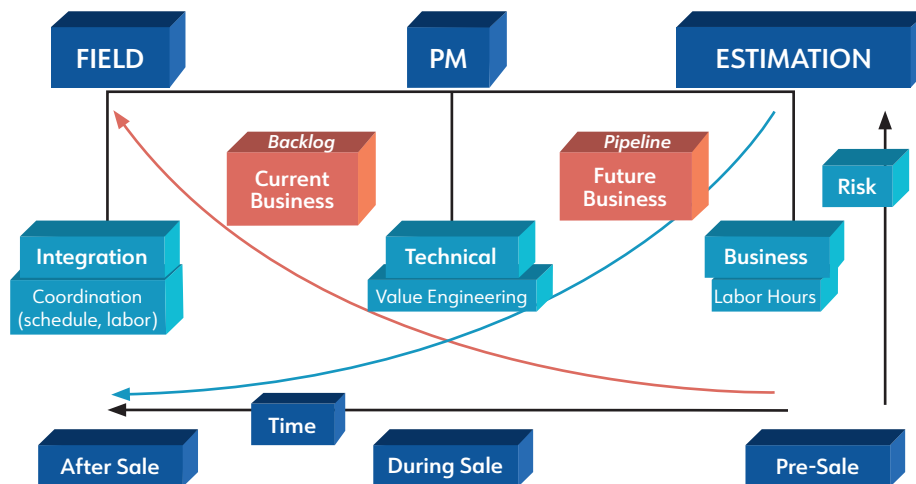 FIELD
PM
ESTIMATION
Backlog
Current
Business
Pipeline
Future
Business
Risk
Integration
Coordination
(schedule, labor)
Technical
Value Engineering
Business
Labor Hours
Time
After Sale
During Sale
Pre-Sale